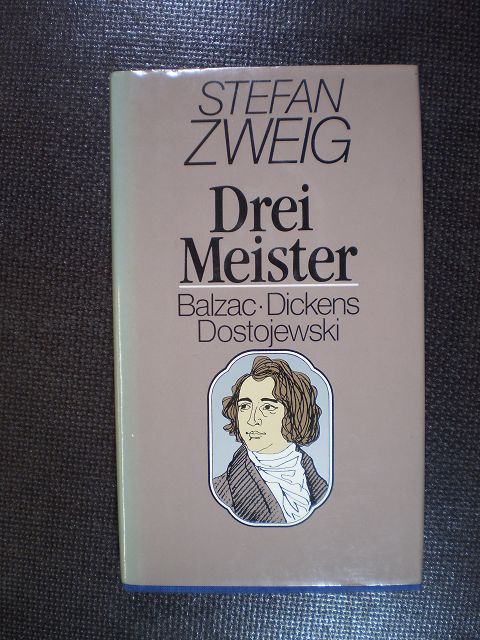 STEFAN
ZWEIG
Drei
Meister
Balzac · Dickens
Dostojewski